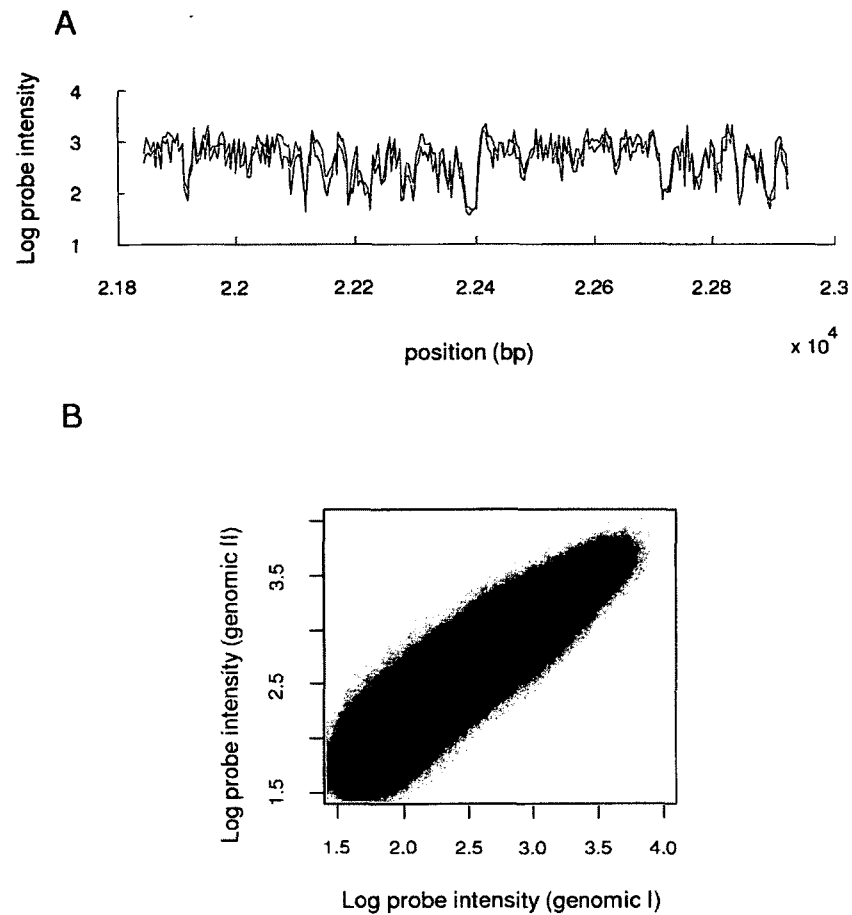 A
Log probe intensity
4
3
2
1
2.18 2.2 2.22 2.24 2.26 2.28 2.3
x 10^4
position (bp)
B
Log probe intensity (genomic II)
3.5
2.5
1.5
1.5 2.0 2.5 3.0 3.5 4.0
Log probe intensity (genomic I)